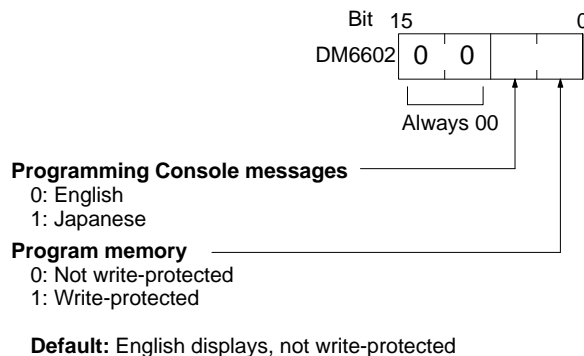 Bit 15 0
DM6602 0 0
Always 00
Programming Console messages
0: English
1: Japanese
Program memory
0: Not write-protected
1: Write-protected
Default: English displays, not write-protected